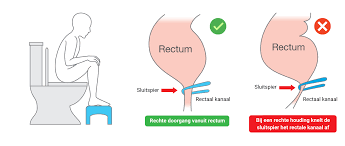 Rectum
Sluitspier
Rectaal kanaal
Rechte doorgang vanuit rectum
Rectum
Sluitspier
Rectaal kanaal
Bij een rechte houding knelt de
sluitspier het rectale kanaal af